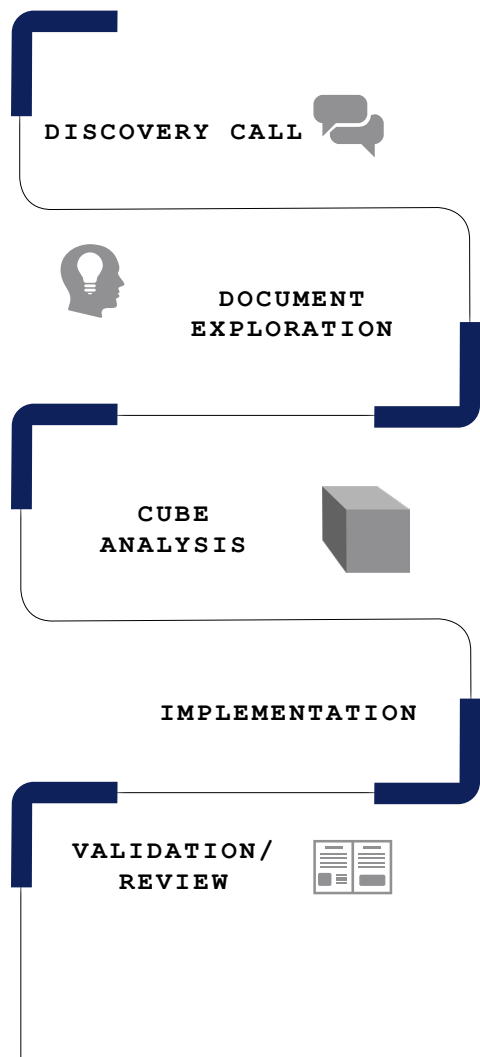 DISCOVERY CALL
DOCUMENT
EXPLORATION
CUBE
ANALYSIS
IMPLEMENTATION
VALIDATION/
REVIEW